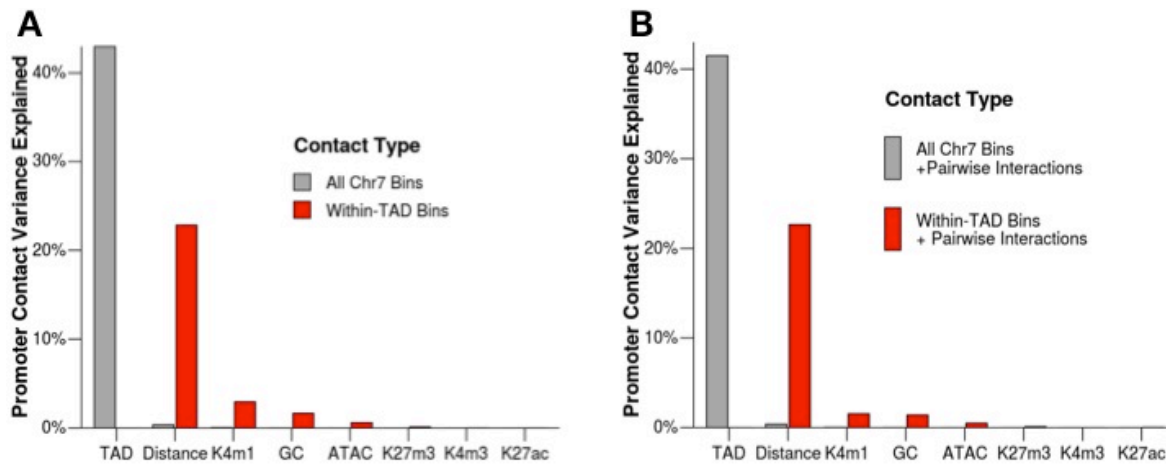 A
Promoter Contact Variance Explained
40%
30%
20%
10%
0%
Contact Type
All Chr7 Bins
Within-TAD Bins
TAD Distance K4m1 GC ATAC K27m3 K4m3 K27ac
B
Promoter Contact Variance Explained
40%
30%
20%
10%
0%
Contact Type
All Chr7 Bins
+Pairwise Interactions
Within-TAD Bins
+ Pairwise Interactions
TAD Distance K4m1 GC ATAC K27m3 K4m3 K27ac